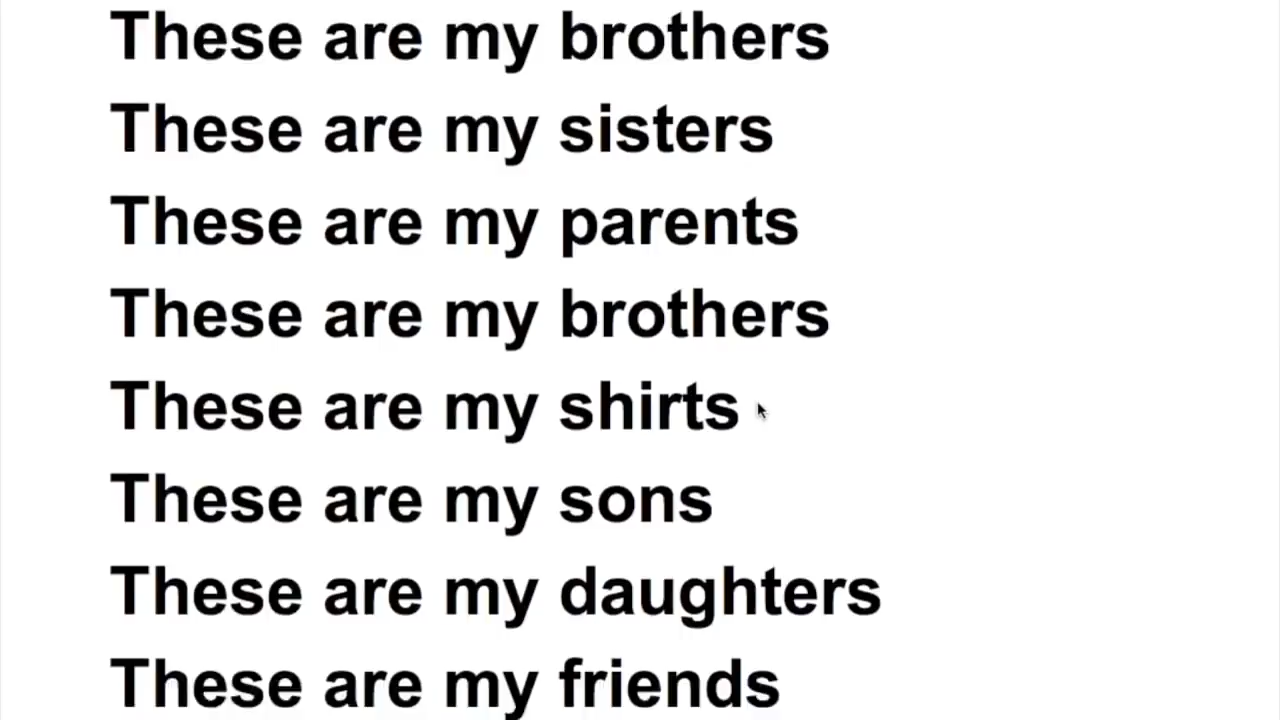 These are my brothers
These are my sisters
These are my parents
These are my brothers
These are my shirts
These are my sons
These are my daughters
These are my friends